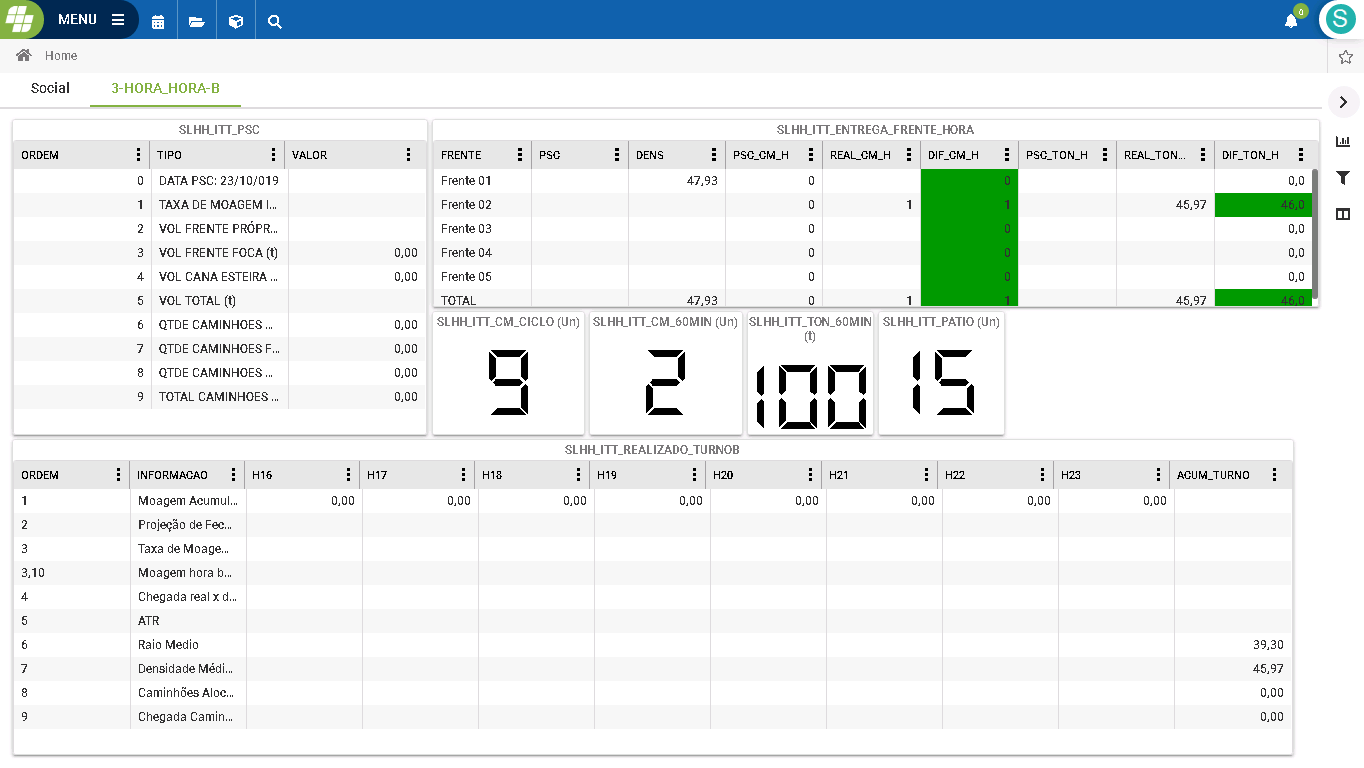 MENU
0
S
Home
Social 3-HORA_HORA-B
SLHH_ITT_PSC
ORDEM TIPO VALOR
0 DATA PSC: 23/10/019
1 TAXA DE MOAGEM I...
2 VOL FRENTE PRÓPR...
3 VOL FRENTE FOCA (t) 0,00
4 VOL CANA ESTEIRA ... 0,00
5 VOL TOTAL (t)
6 QTDE CAMINHOES ... 0,00
7 QTDE CAMINHOES F... 0,00
8 QTDE CAMINHOES ... 0,00
9 TOTAL CAMINHOES ... 0,00
SLHH_ITT_ENTREGA_FRENTE_HORA
FRENTE PSC DENS PSC_CM_H REAL_CM_H DIF_CM_H PSC_TON_H REAL_TON... DIF_TON_H
Frente 01 47,93 0 0 0,0
Frente 02 0 1 1 45,97 46,0
Frente 03 0 0 0,0
Frente 04 0 0 0,0
Frente 05 0 0 0,0
TOTAL 47,93 0 1 1 45,97 46,0
SLHH_ITT_CM_CICLO (Un)
9
SLHH_ITT_CM_60MIN (Un)
2
SLHH_ITT_TON_60MIN
(t)
100
SLHH_ITT_PATIO (Un)
15
SLHH_ITT_REALIZADO_TURNOB
ORDEM INFORMACAO H16 H17 H18 H19 H20 H21 H22 H23 ACUM_TURNO
1 Moagem Acumul... 0,00 0,00 0,00 0,00 0,00 0,00 0,00 0,00
2 Projeção de Fec...
3 Taxa de Moage...
3,10 Moagem hora b...
4 Chegada real x d...
5 ATR
6 Raio Medio 39,30
7 Densidade Médi... 45,97
8 Caminhões Aloc... 0,00
9 Chegada Camin... 0,00